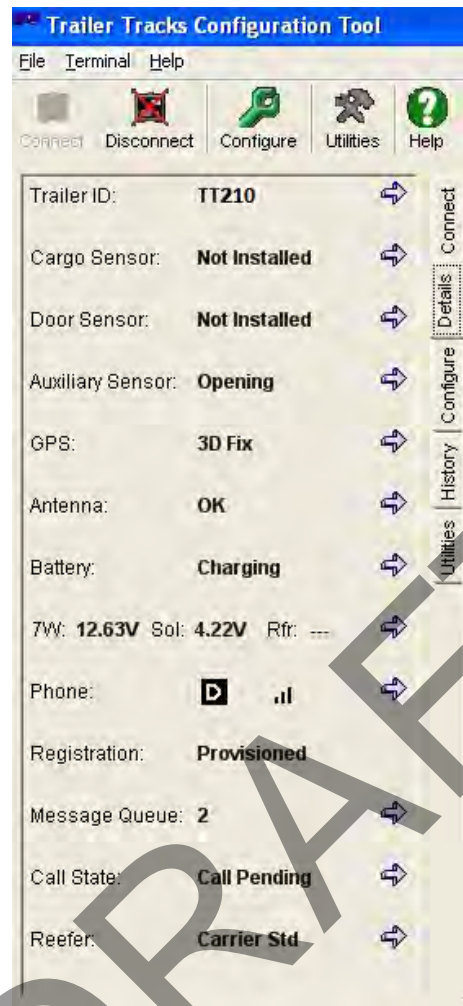 Trailer Tracks Configuration Tool
File Terminal Help
Connect Disconnect Configure Utilities Help
Trailer ID: TT210
Cargo Sensor: Not Installed
Door Sensor: Not Installed
Auxiliary Sensor: Opening
GPS: 3D Fix
Antenna: OK
Battery: Charging
7W: 12.63V Sol: 4.22V Rfr: ---
Phone: D
Registration: Provisioned
Message Queue: 2
Call State: Call Pending
Reefer: Carrier Std
Connect
Details
Configure
History
Utilities